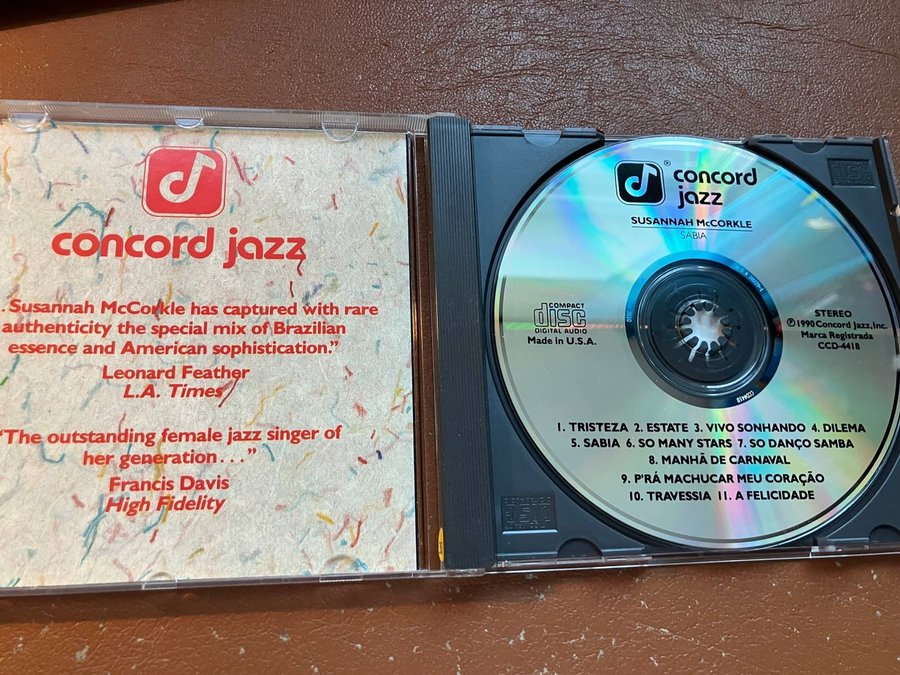 concord jazz
. Susannah McCorkle has captured with rare
authenticity the special mix of Brazilian
essence and American sophistication.”
Leonard Feather
L.A. Times
“The outstanding female jazz singer of
her generation . . .”
Francis Davis
High Fidelity
concord
jazz
®
SUSANNAH McCORKLE
SABIA
COMPACT
disc
DIGITAL AUDIO
Made in U.S.A.
STEREO
℗1990 Concord Jazz, Inc.
Marca Registrada
CCD-4418
1. TRISTEZA 2. ESTATE 3. VIVO SONHANDO 4. DILEMA
5. SABIA 6. SO MANY STARS 7. SO DANÇO SAMBA
8. MANHÃ DE CARNAVAL
9. P'RÁ MACHUCAR MEU CORAÇÃO
10. TRAVESSIA 11. A FELICIDADE